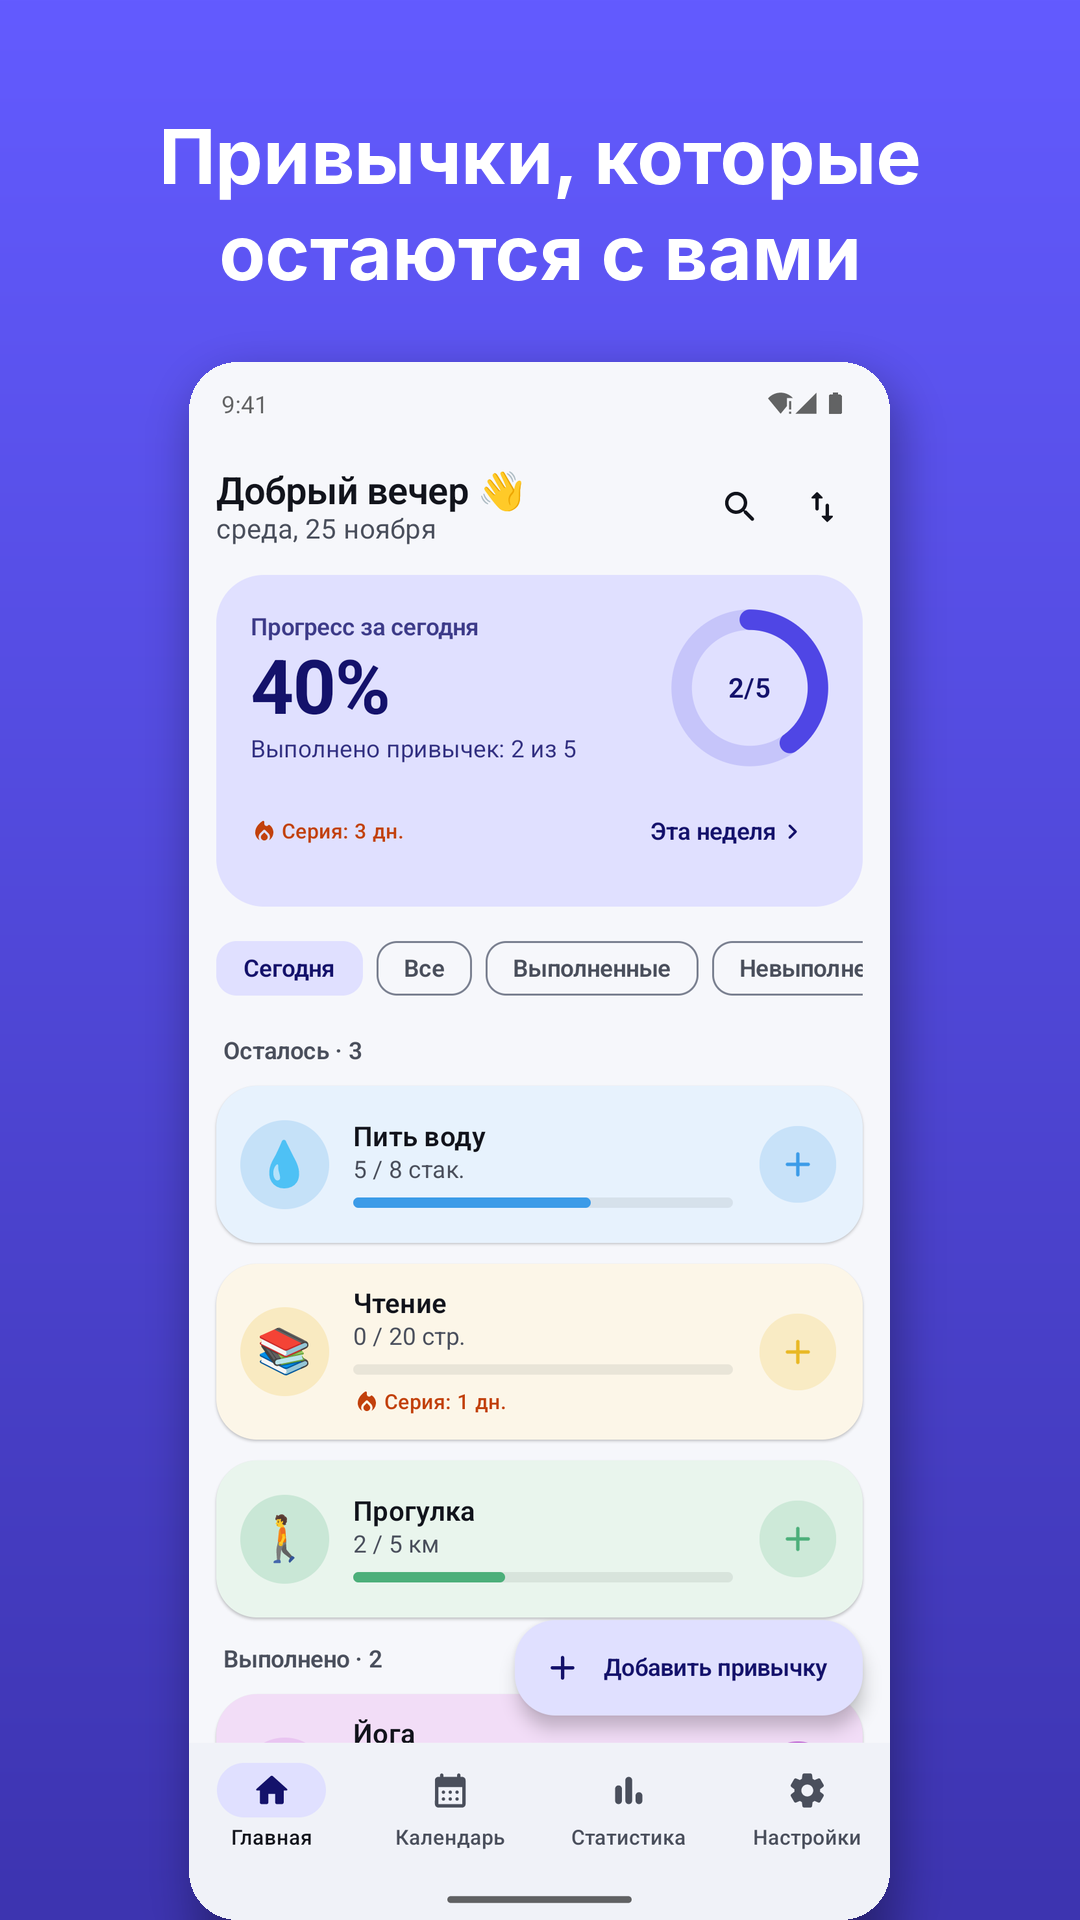 Привычки, которые
остаются с вами
9:41
Добрый вечер 👋
среда, 25 ноября
Прогресс за сегодня
40%
2/5
Выполнено привычек: 2 из 5
Серия: 3 дн.
Эта неделя
Сегодня
Все
Выполненные
Невыполне
Осталось · 3
Пить воду
5 / 8 стак.
Чтение
0 / 20 стр.
Серия: 1 дн.
Прогулка
2 / 5 км
Выполнено · 2
Добавить привычку
Йога
Главная
Календарь
Статистика
Настройки